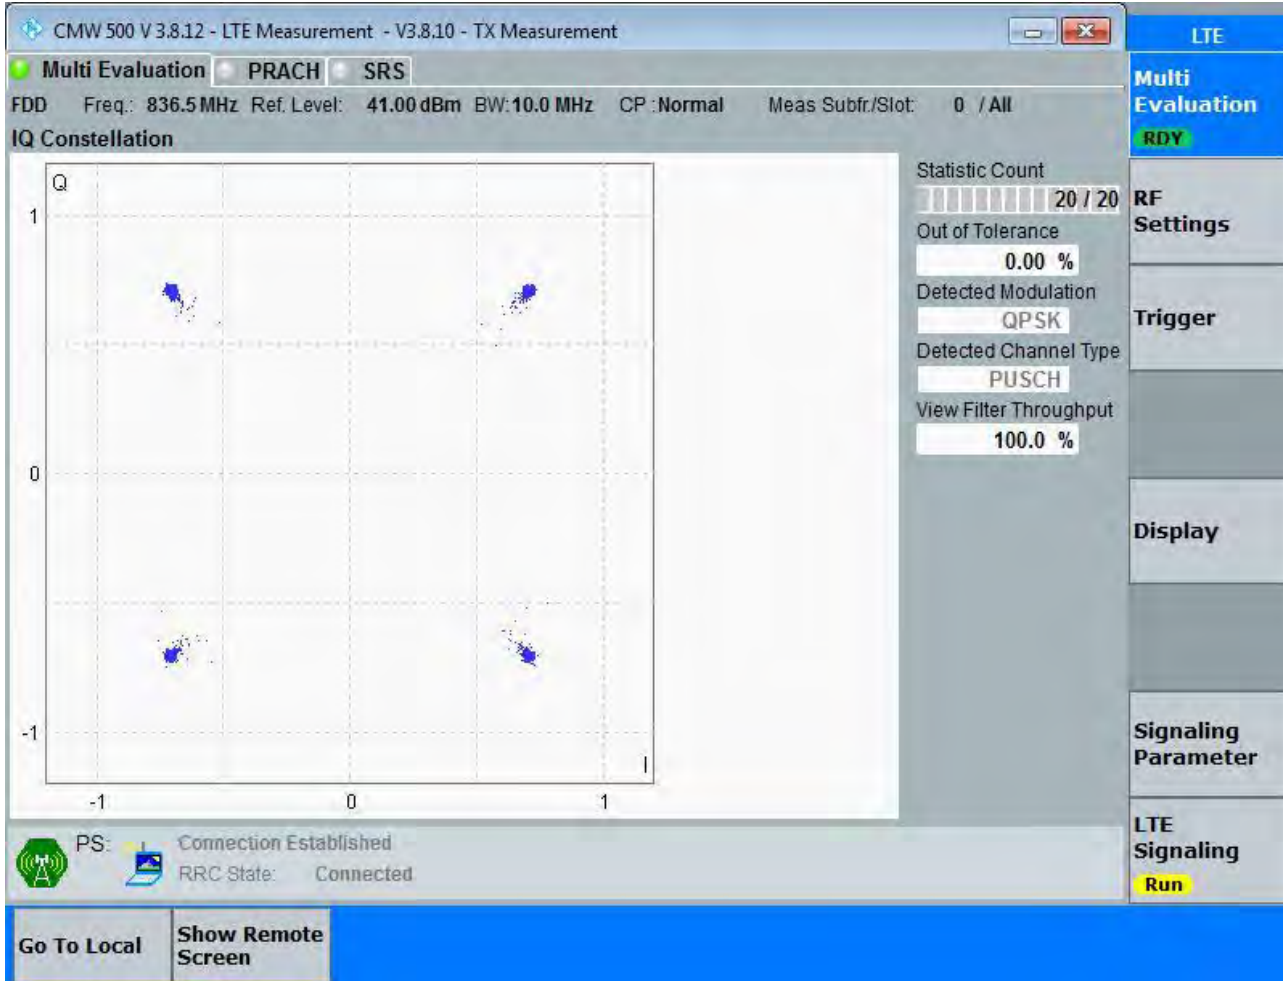 CMW 500 V 3.8.12 - LTE Measurement - V3.8.10 - TX Measurement
LTE
Multi Evaluation PRACH SRS
FDD Freq.: 836.5 MHz Ref. Level: 41.00 dBm BW: 10.0 MHz CP : Normal Meas Subfr./Slot: 0 / All
IQ Constellation
Q
1
0
-1
I
-1 0 1
Statistic Count
20 / 20
Out of Tolerance
0.00 %
Detected Modulation
QPSK
Detected Channel Type
PUSCH
View Filter Throughput
100.0 %
Multi
Evaluation
RDY
RF
Settings
Trigger
Display
Signaling
Parameter
LTE
Signaling
Run
PS: Connection Established
RRC State: Connected
Go To Local
Show Remote
Screen